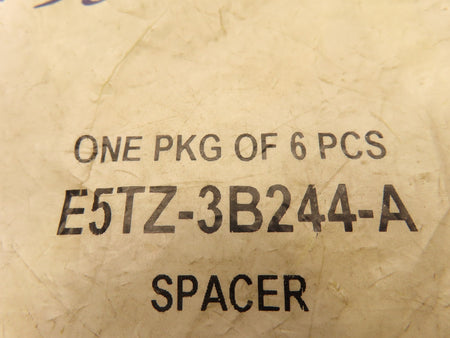 ONE PKG OF 6 PCS
E5TZ-3B244-A
SPACER